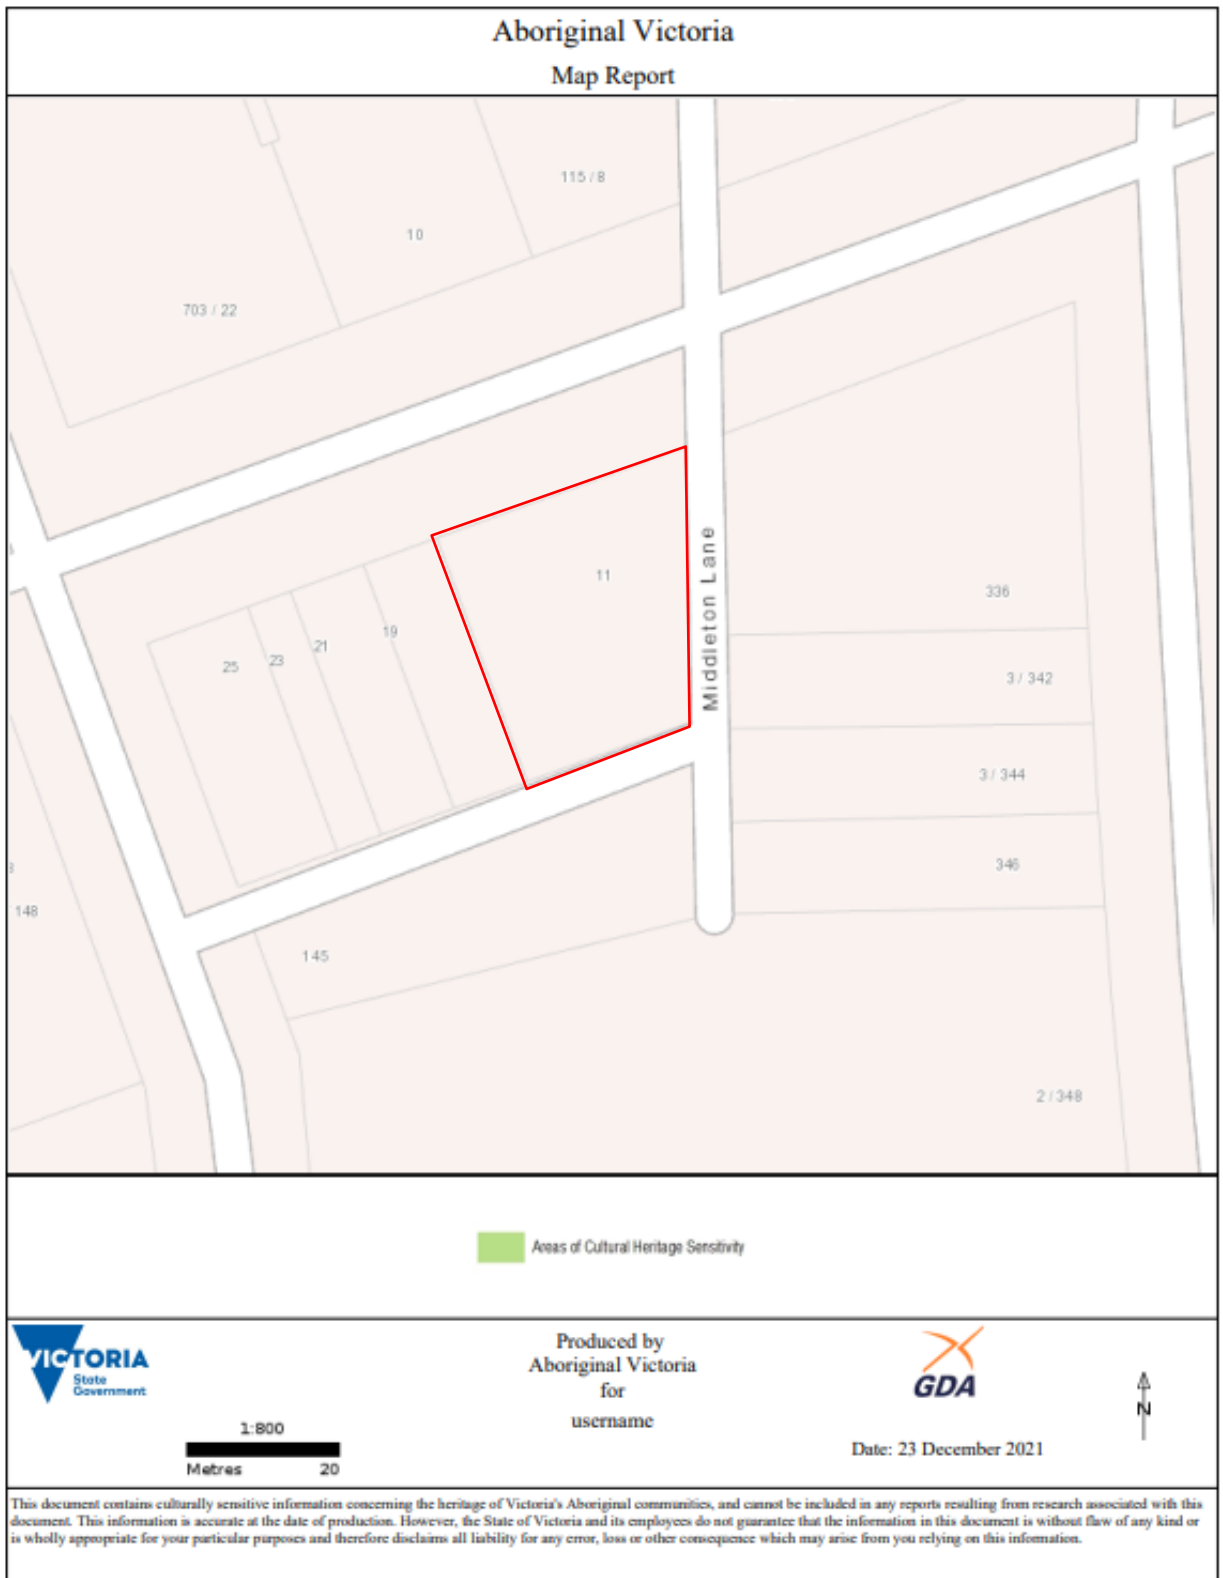 Aboriginal Victoria
Map Report
115 / 8
10
703 / 22
Middleton Lane
11
336
19
21
23
25
3 / 342
3 / 344
346
148
145
2 / 348
Areas of Cultural Heritage Sensitivity
VICTORIA
State
Government
1:800
Metres 20
Produced by
Aboriginal Victoria
for
username
GDA
Date: 23 December 2021
N
This document contains culturally sensitive information concerning the heritage of Victoria's Aboriginal communities, and cannot be included in any reports resulting from research associated with this
document. This information is accurate at the date of production. However, the State of Victoria and its employees do not guarantee that the information in this document is without flaw of any kind or
is wholly appropriate for your particular purposes and therefore disclaims all liability for any error, loss or other consequence which may arise from you relying on this information.